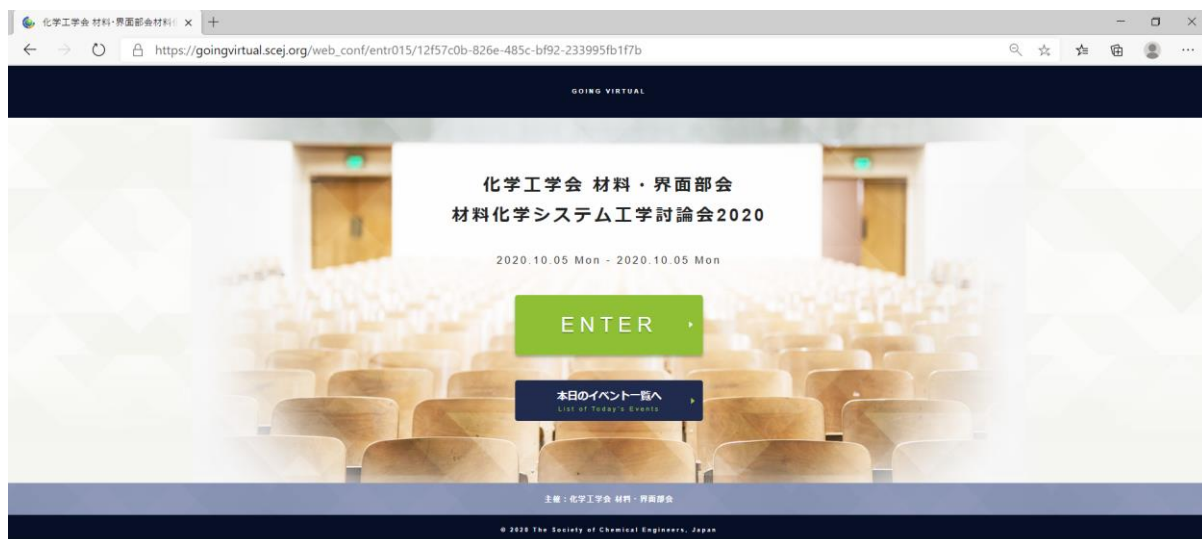 化学工学会 材料・界面部会材料
https://goingvirtual.scej.org/web_conf/entr015/12f57c0b-826e-485c-bf92-233995fb1f7b
GOING VIRTUAL
化学工学会 材料・界面部会
材料化学システム工学討論会2020
2020.10.05 Mon - 2020.10.05 Mon
ENTER
本日のイベント一覧へ
List of Today's Events
主催：化学工学会 材料・界面部会
© 2020 The Society of Chemical Engineers, Japan